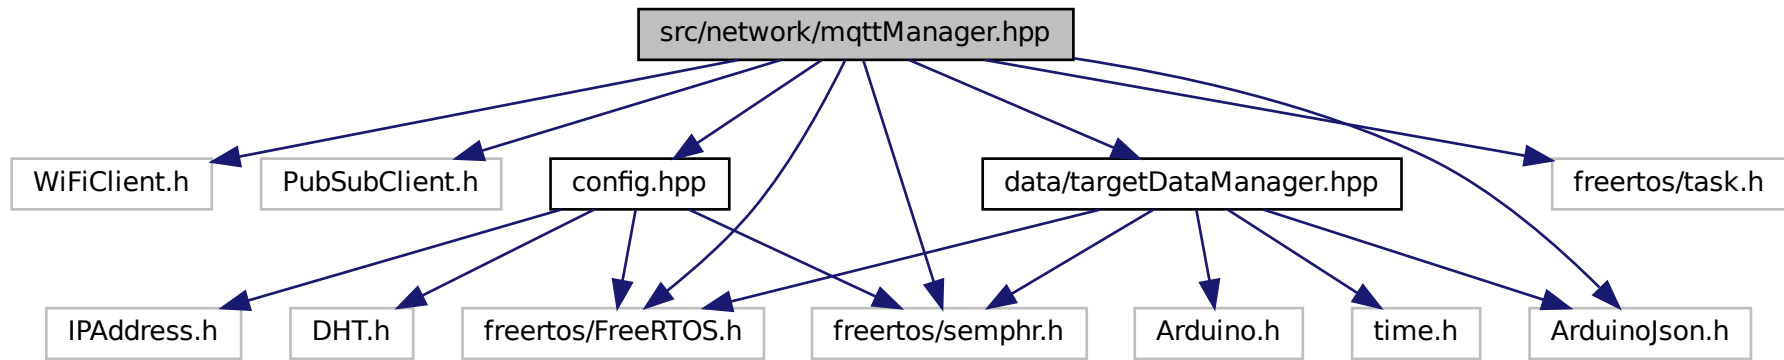 src/network/mqttManager.hpp
WiFiClient.h
PubSubClient.h
config.hpp
data/targetDataManager.hpp
freertos/task.h
IPAddress.h
DHT.h
freertos/FreeRTOS.h
freertos/semphr.h
Arduino.h
time.h
ArduinoJson.h